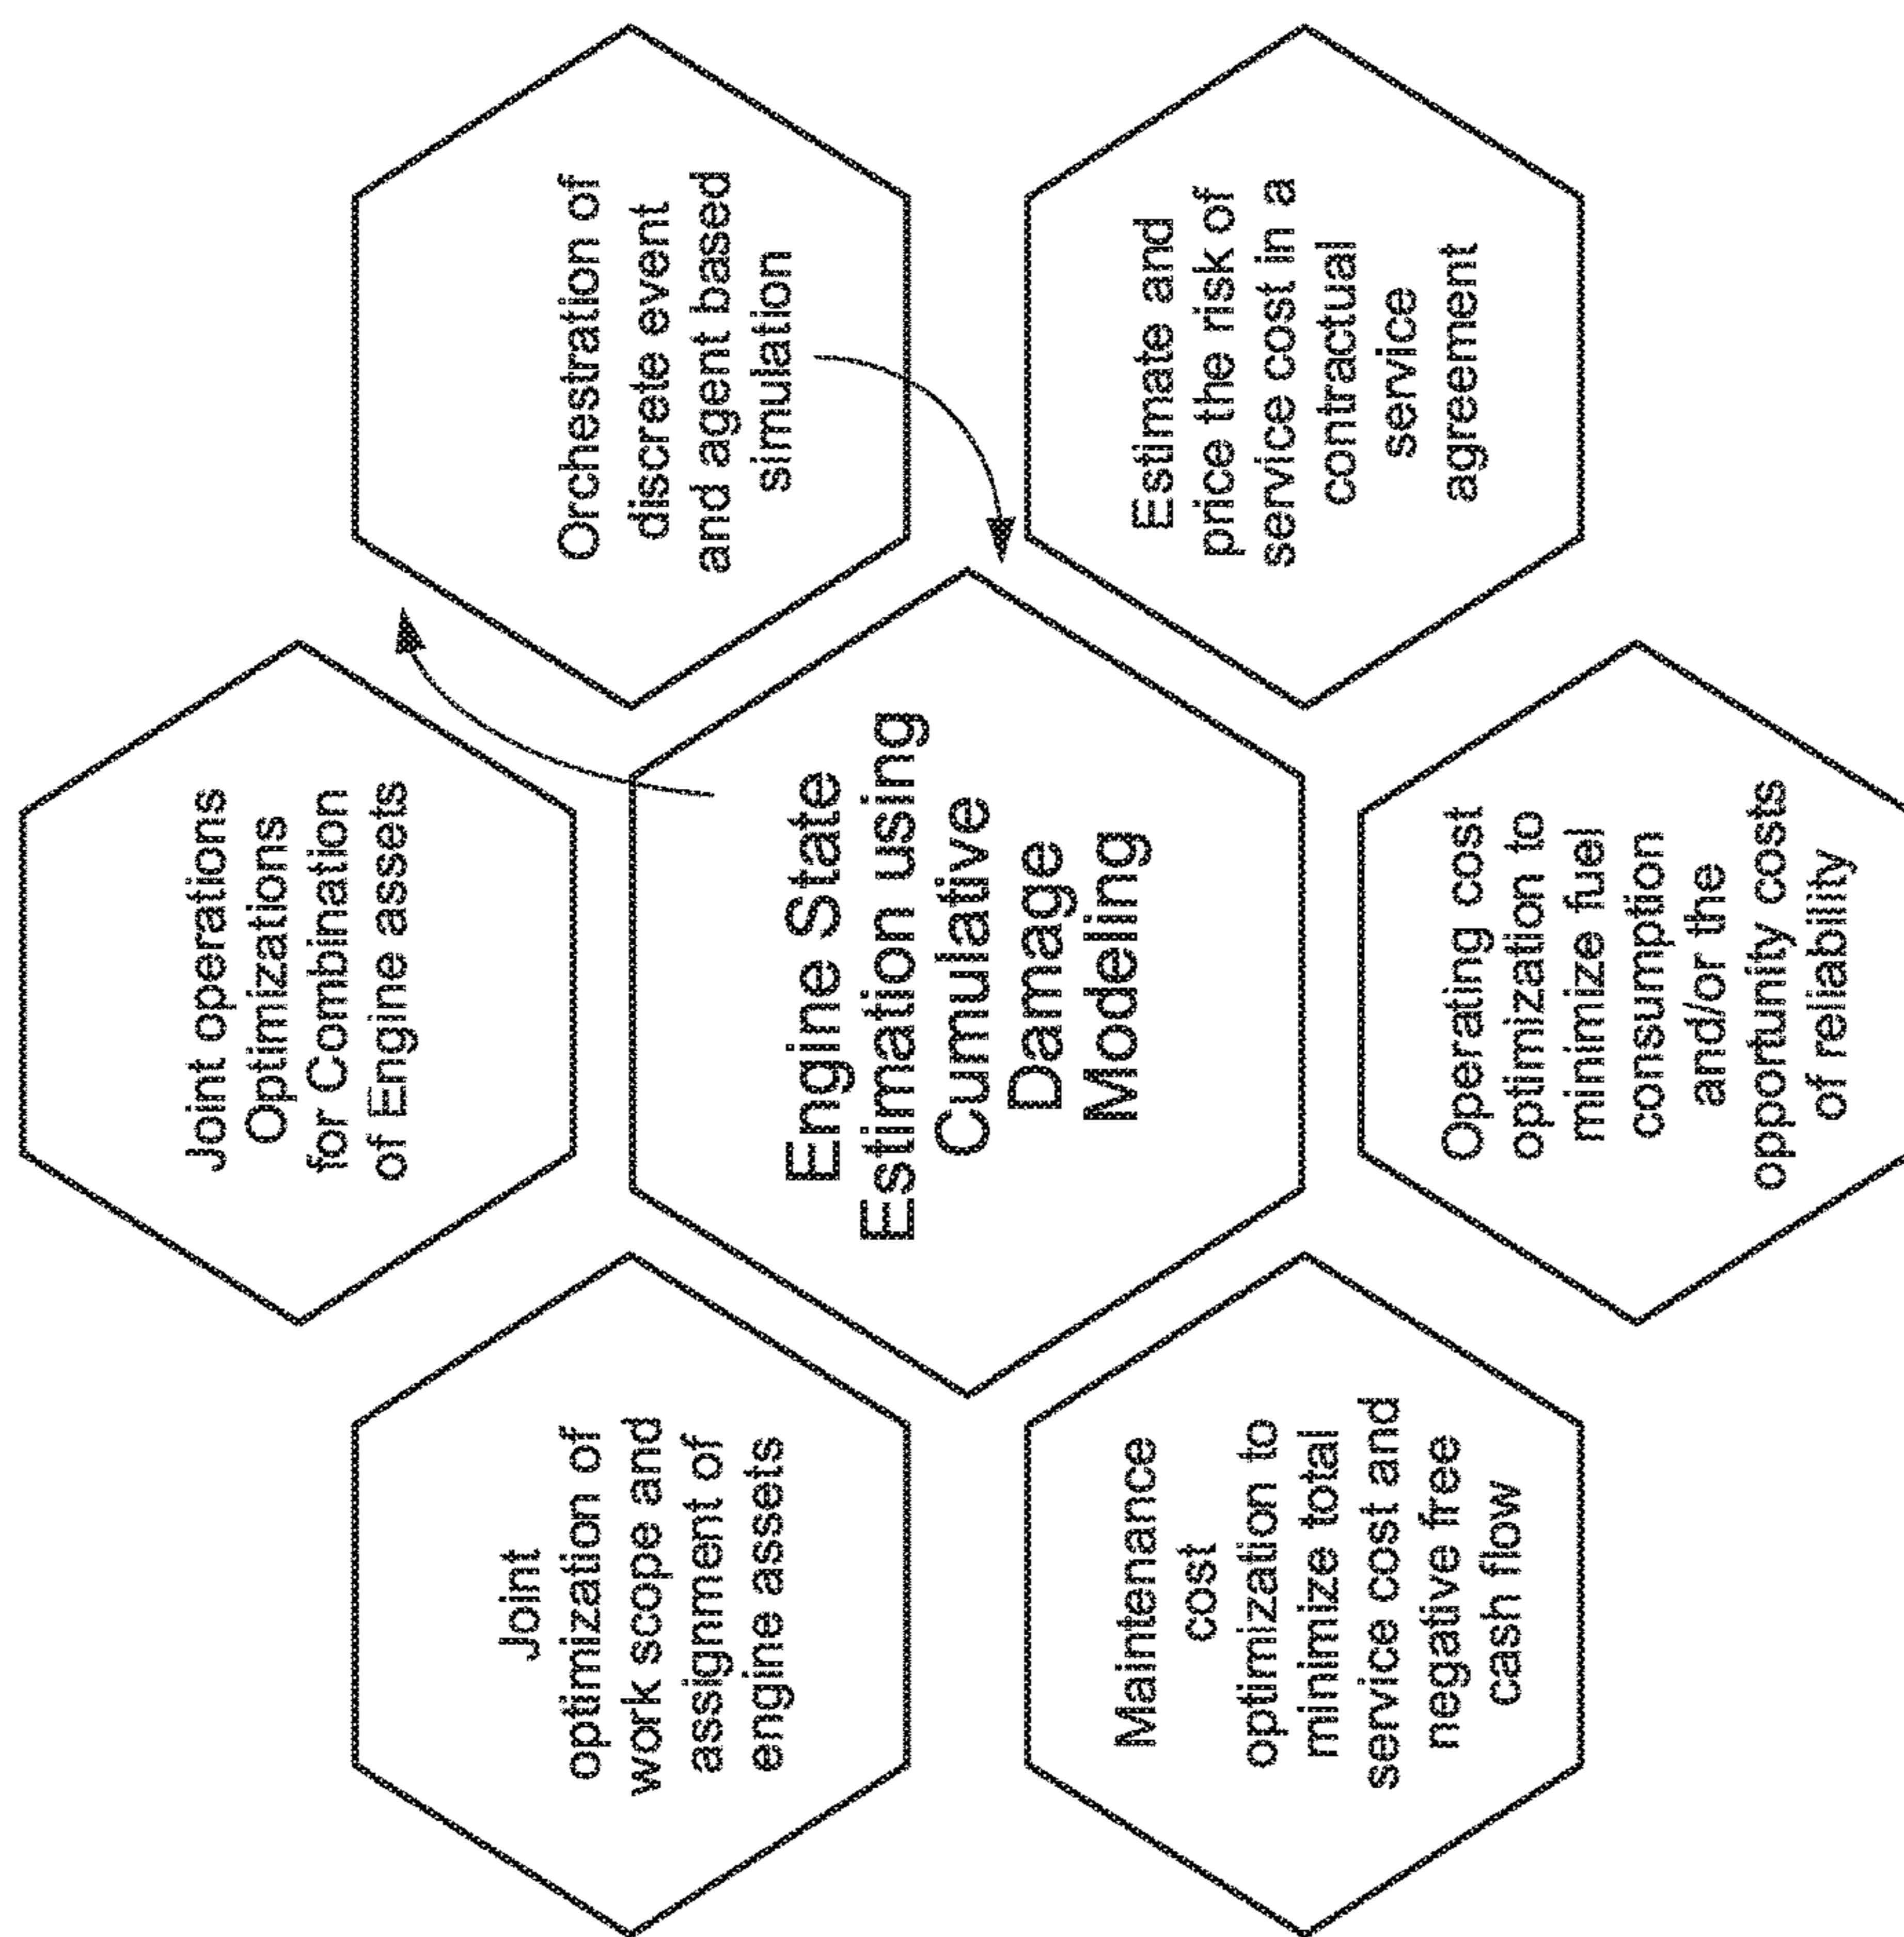 Joint operations
Optimizations
for Combination
of Engine assets
Joint
optimization of
work scope and
assignment of
engine assets
Orchestration of
discrete event
and agent based
simulation
Engine State
Estimation using
Cumulative
Damage
Modeling
Maintenance
cost
optimization to
minimize total
service cost and
negative free
cash flow
Estimate and
price the risk of
service cost in a
contractual
service
agreement
Operating cost
optimization to
minimize fuel
consumption
and/or the
opportunity costs
of reliability